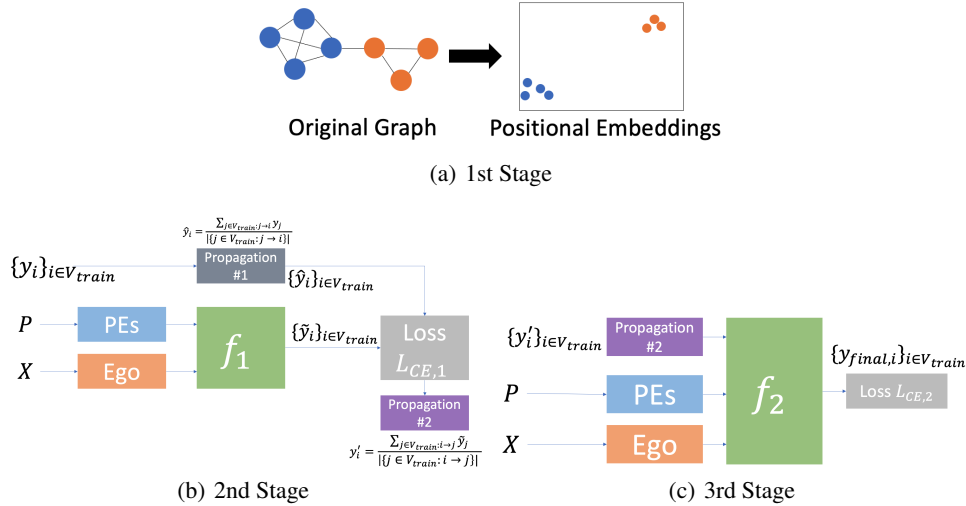 Original Graph
Positional Embeddings
(a) 1st Stage
ŷ_i = ∑_{j∈V_train:j→i} y_j / |{j ∈ V_train: j → i}|
{y_i}_{i∈V_train}
Propagation
#1
{ŷ_i}_{i∈V_train}
P
PEs
X
Ego
f_1
{ỹ_i}_{i∈V_train}
Loss
L_{CE,1}
Propagation
#2
y'_i = ∑_{j∈V_train:i→j} ỹ_j / |{j ∈ V_train: i → j}|
(b) 2nd Stage
{y'_i}_{i∈V_train}
Propagation
#2
P
PEs
X
Ego
f_2
{y_{final,i}}_{i∈V_train}
Loss L_{CE,2}
(c) 3rd Stage